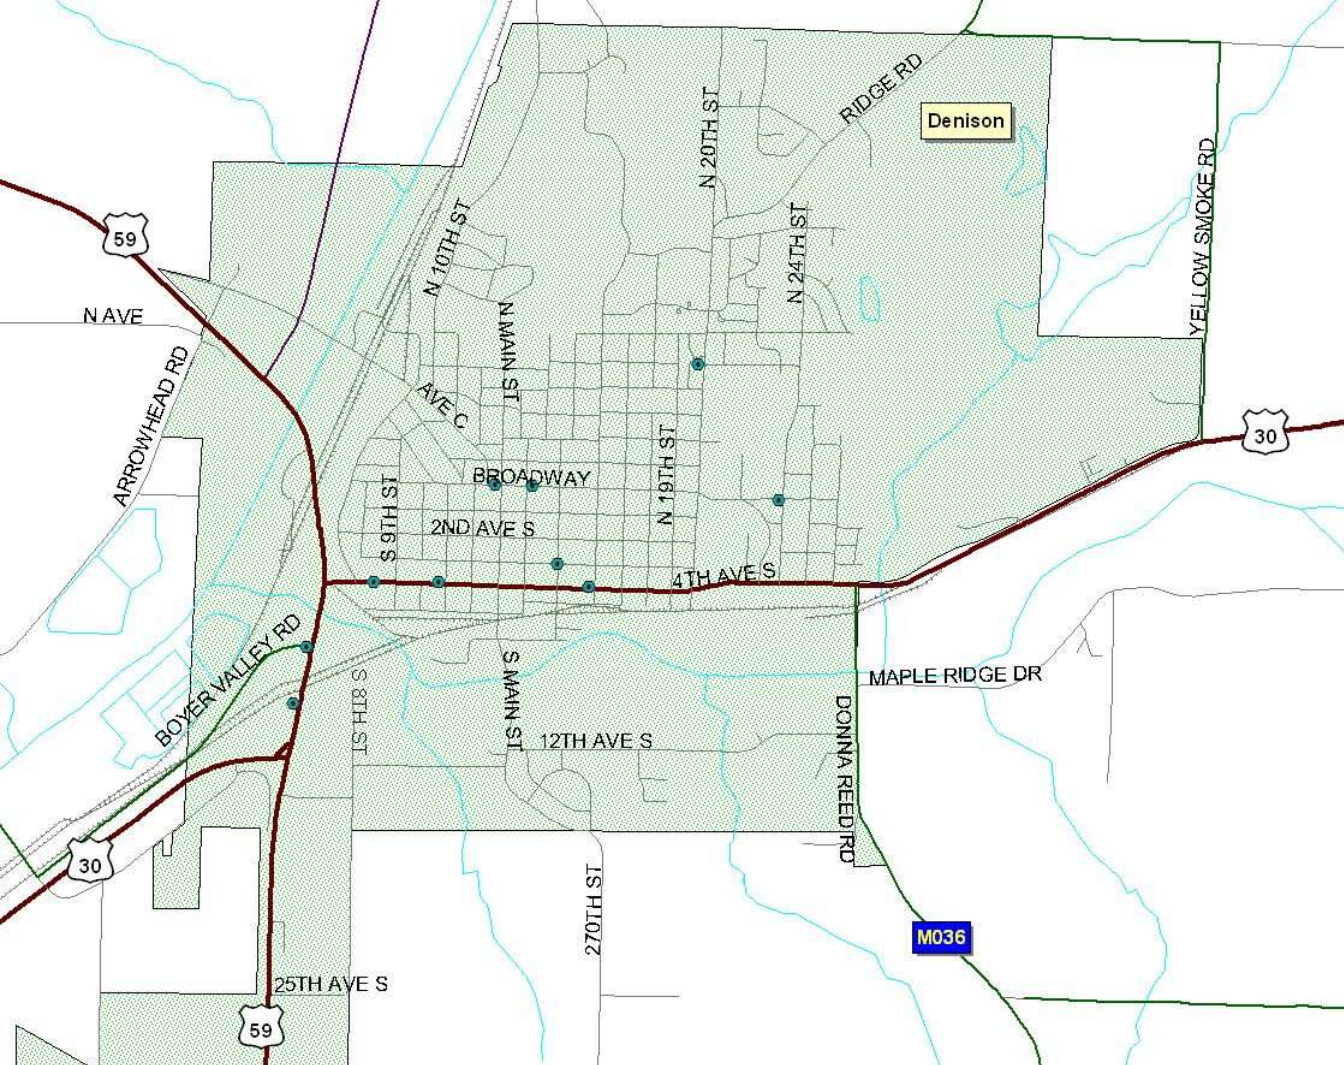 RIDGE RD
Denison
N 20TH ST
YELLOW SMOKE RD
59
N 10TH ST
N 24TH ST
N AVE
N MAIN ST
ARROWHEAD RD
AVE C
30
BROADWAY
N 19TH ST
S 9TH ST
2ND AVE S
4TH AVE S
BOYER VALLEY RD
MAPLE RIDGE DR
S 8TH ST
S MAIN ST
DONNA REED RD
12TH AVE S
30
270TH ST
M036
25TH AVE S
59